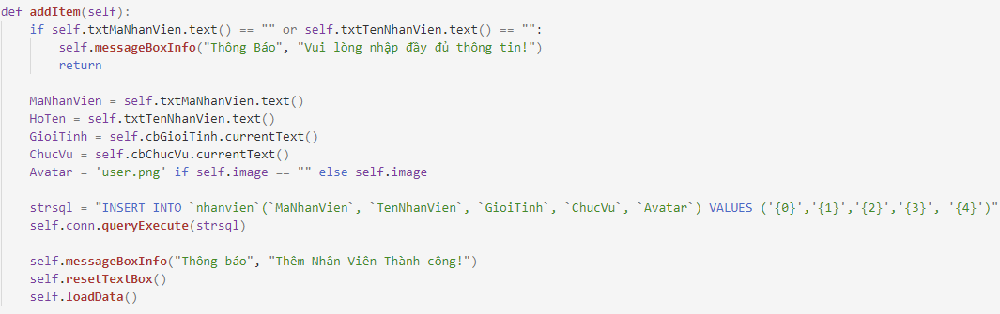 def addItem(self):
    if self.txtMaNhanVien.text() == "" or self.txtTenNhanVien.text() == "":
        self.messageBoxInfo("Thông Báo", "Vui lòng nhập đầy đủ thông tin!")
        return

    MaNhanVien = self.txtMaNhanVien.text()
    HoTen = self.txtTenNhanVien.text()
    GioiTinh = self.cbGioiTinh.currentText()
    ChucVu = self.cbChucVu.currentText()
    Avatar = 'user.png' if self.image == "" else self.image

    strsql = "INSERT INTO `nhanvien`(`MaNhanVien`, `TenNhanVien`, `GioiTinh`, `ChucVu`, `Avatar`) VALUES ('{0}','{1}','{2}','{3}', '{4}')"
    self.conn.queryExecute(strsql)

    self.messageBoxInfo("Thông báo", "Thêm Nhân Viên Thành công!")
    self.resetTextBox()
    self.loadData()